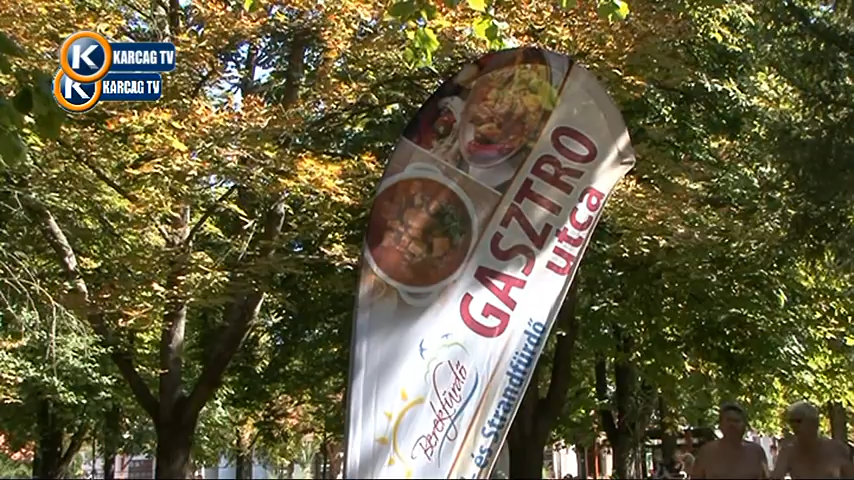 K KARCAG TV
K KARCAG TV
GASZTRO
utca
Berekfürdő
- és Strandfürdő